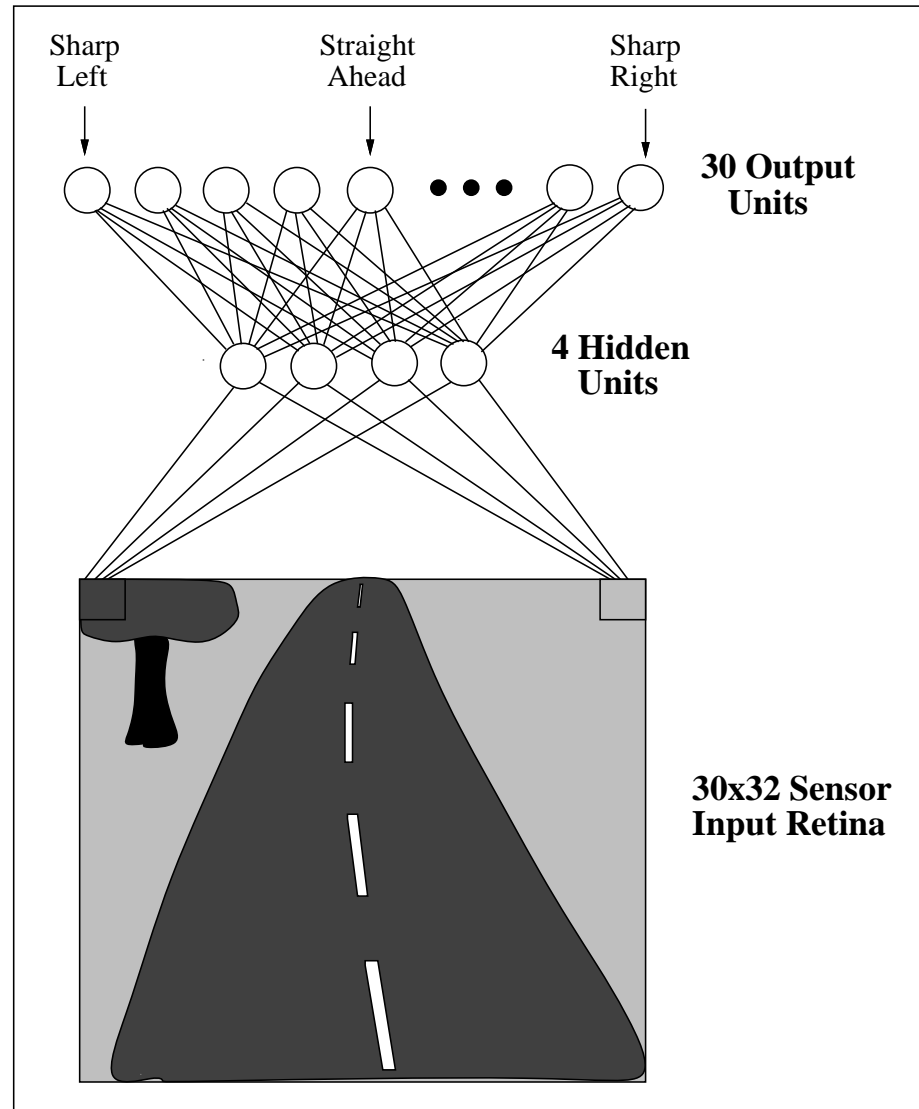 Sharp
Left
Straight
Ahead
Sharp
Right
30 Output
Units
4 Hidden
Units
30x32 Sensor
Input Retina